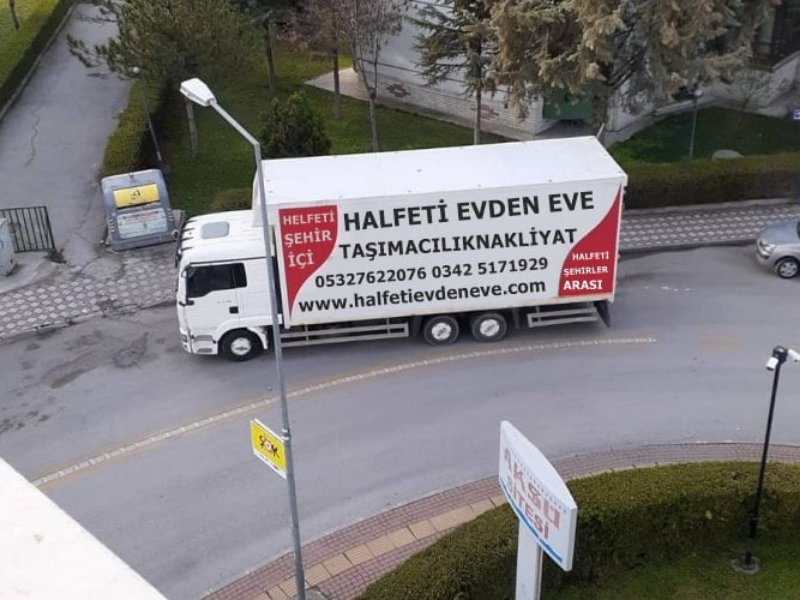 HELFETİ
ŞEHİR
İÇİ
HALFETİ EVDEN EVE
TAŞIMACILIKNAKLİYAT
05327622076 0342 5171929
www.halfetievdeneve.com
HALFETİ
ŞEHİRLER
ARASI
ŞOK
AKSU
SİTESİ